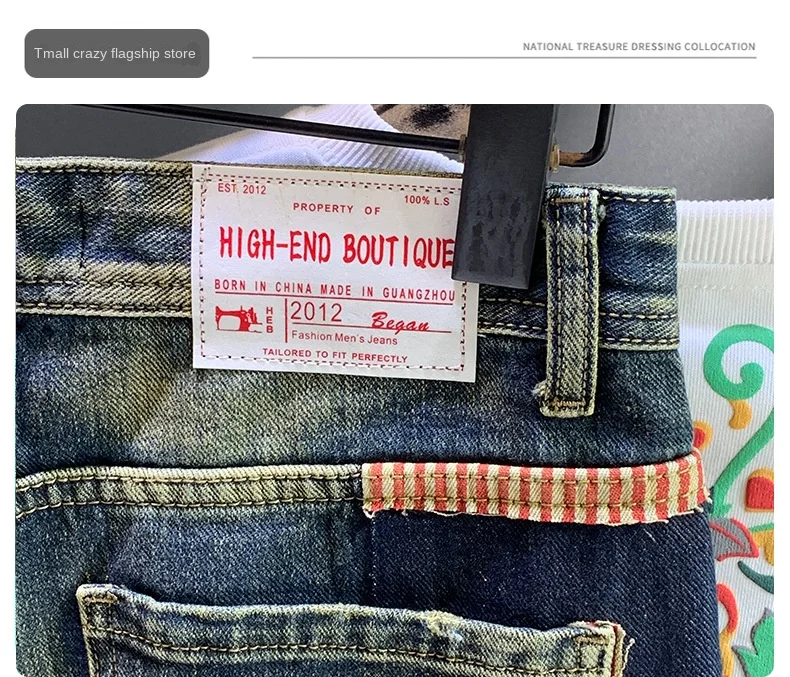 Tmall crazy flagship store
NATIONAL TREASURE DRESSING COLLOCATION
EST. 2012
100% L.S
PROPERTY OF
HIGH-END BOUTIQUE
BORN IN CHINA MADE IN GUANGZHOU
HEB
2012 Began
Fashion Men's Jeans
TAILORED TO FIT PERFECTLY